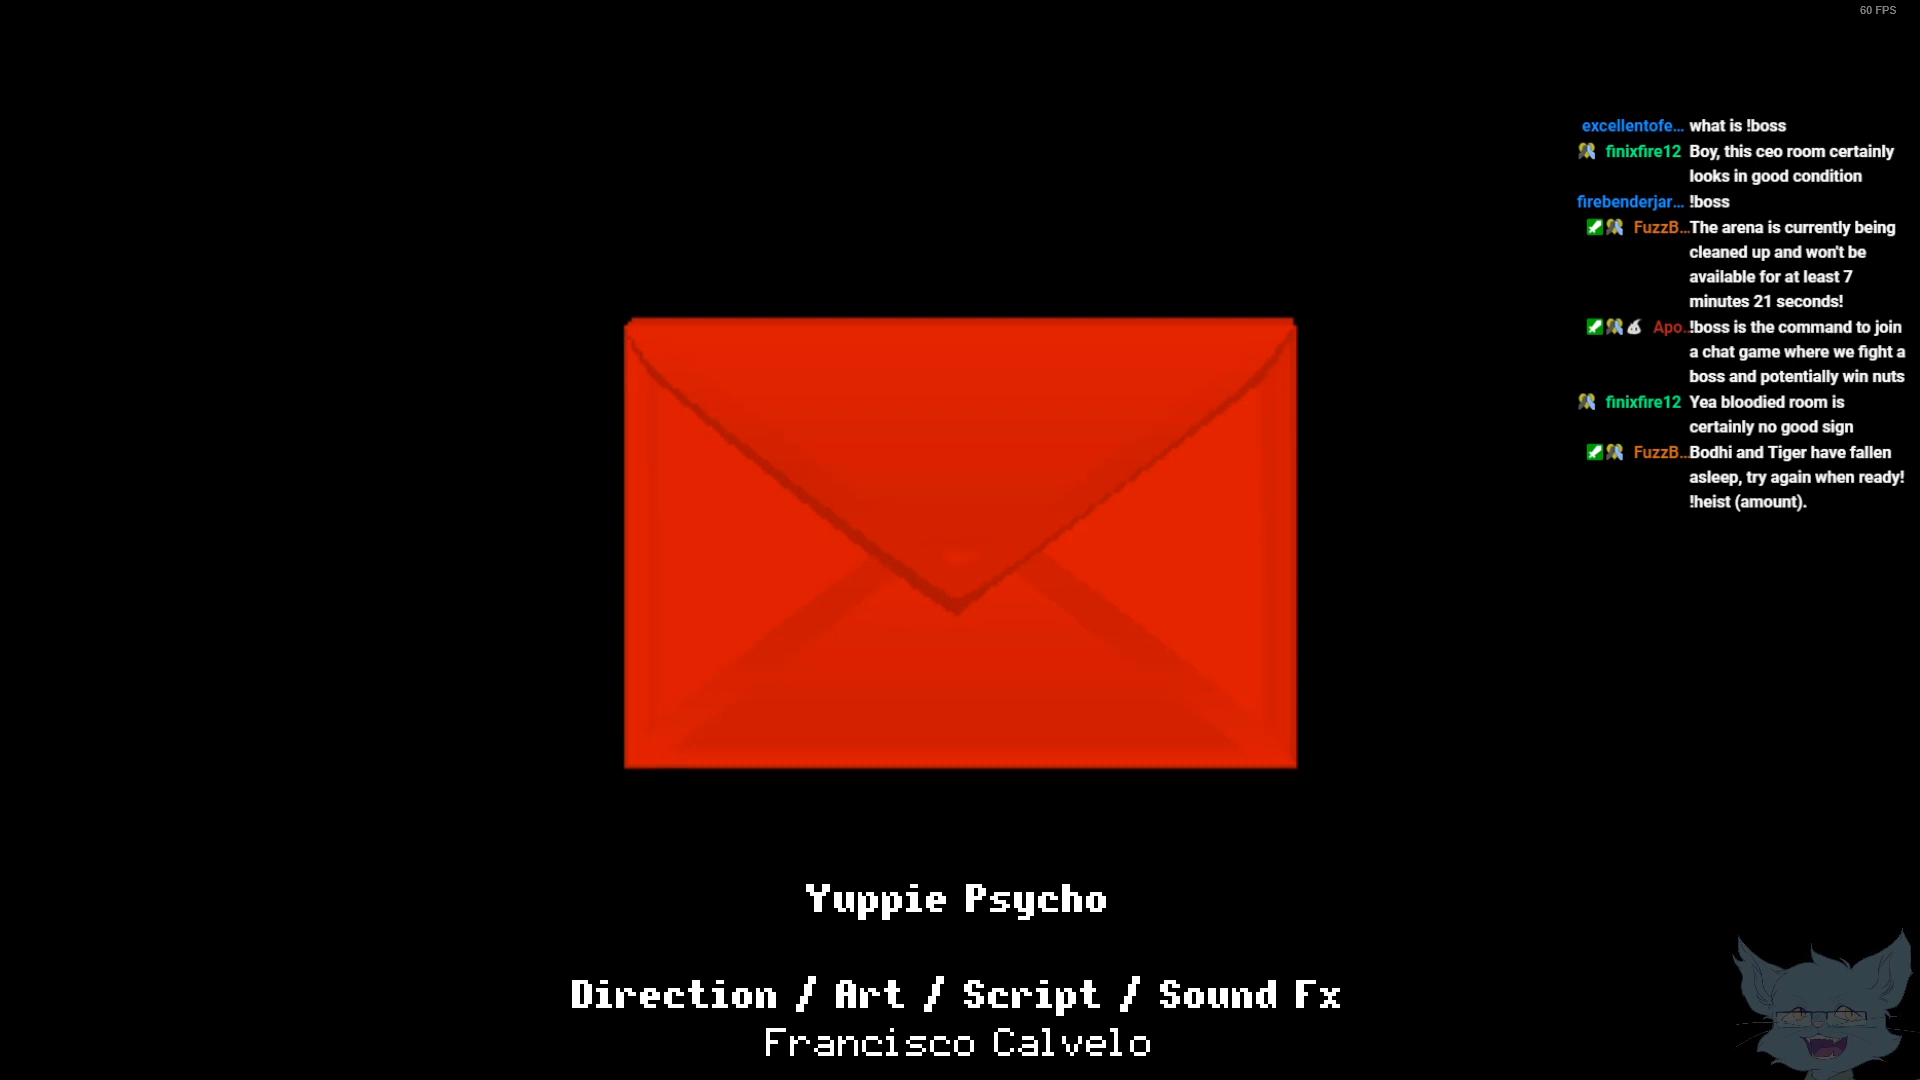 60 FPS
excellentofe... what is !boss
finixfire12 Boy, this ceo room certainly
looks in good condition
firebenderjar... !boss
FuzzB... The arena is currently being
cleaned up and won't be
available for at least 7
minutes 21 seconds!
Apo... !boss is the command to join
a chat game where we fight a
boss and potentially win nuts
finixfire12 Yea bloodied room is
certainly no good sign
FuzzB... Bodhi and Tiger have fallen
asleep, try again when ready!
!heist (amount).
Yuppie Psycho
Direction / Art / Script / Sound Fx
Francisco Calvelo